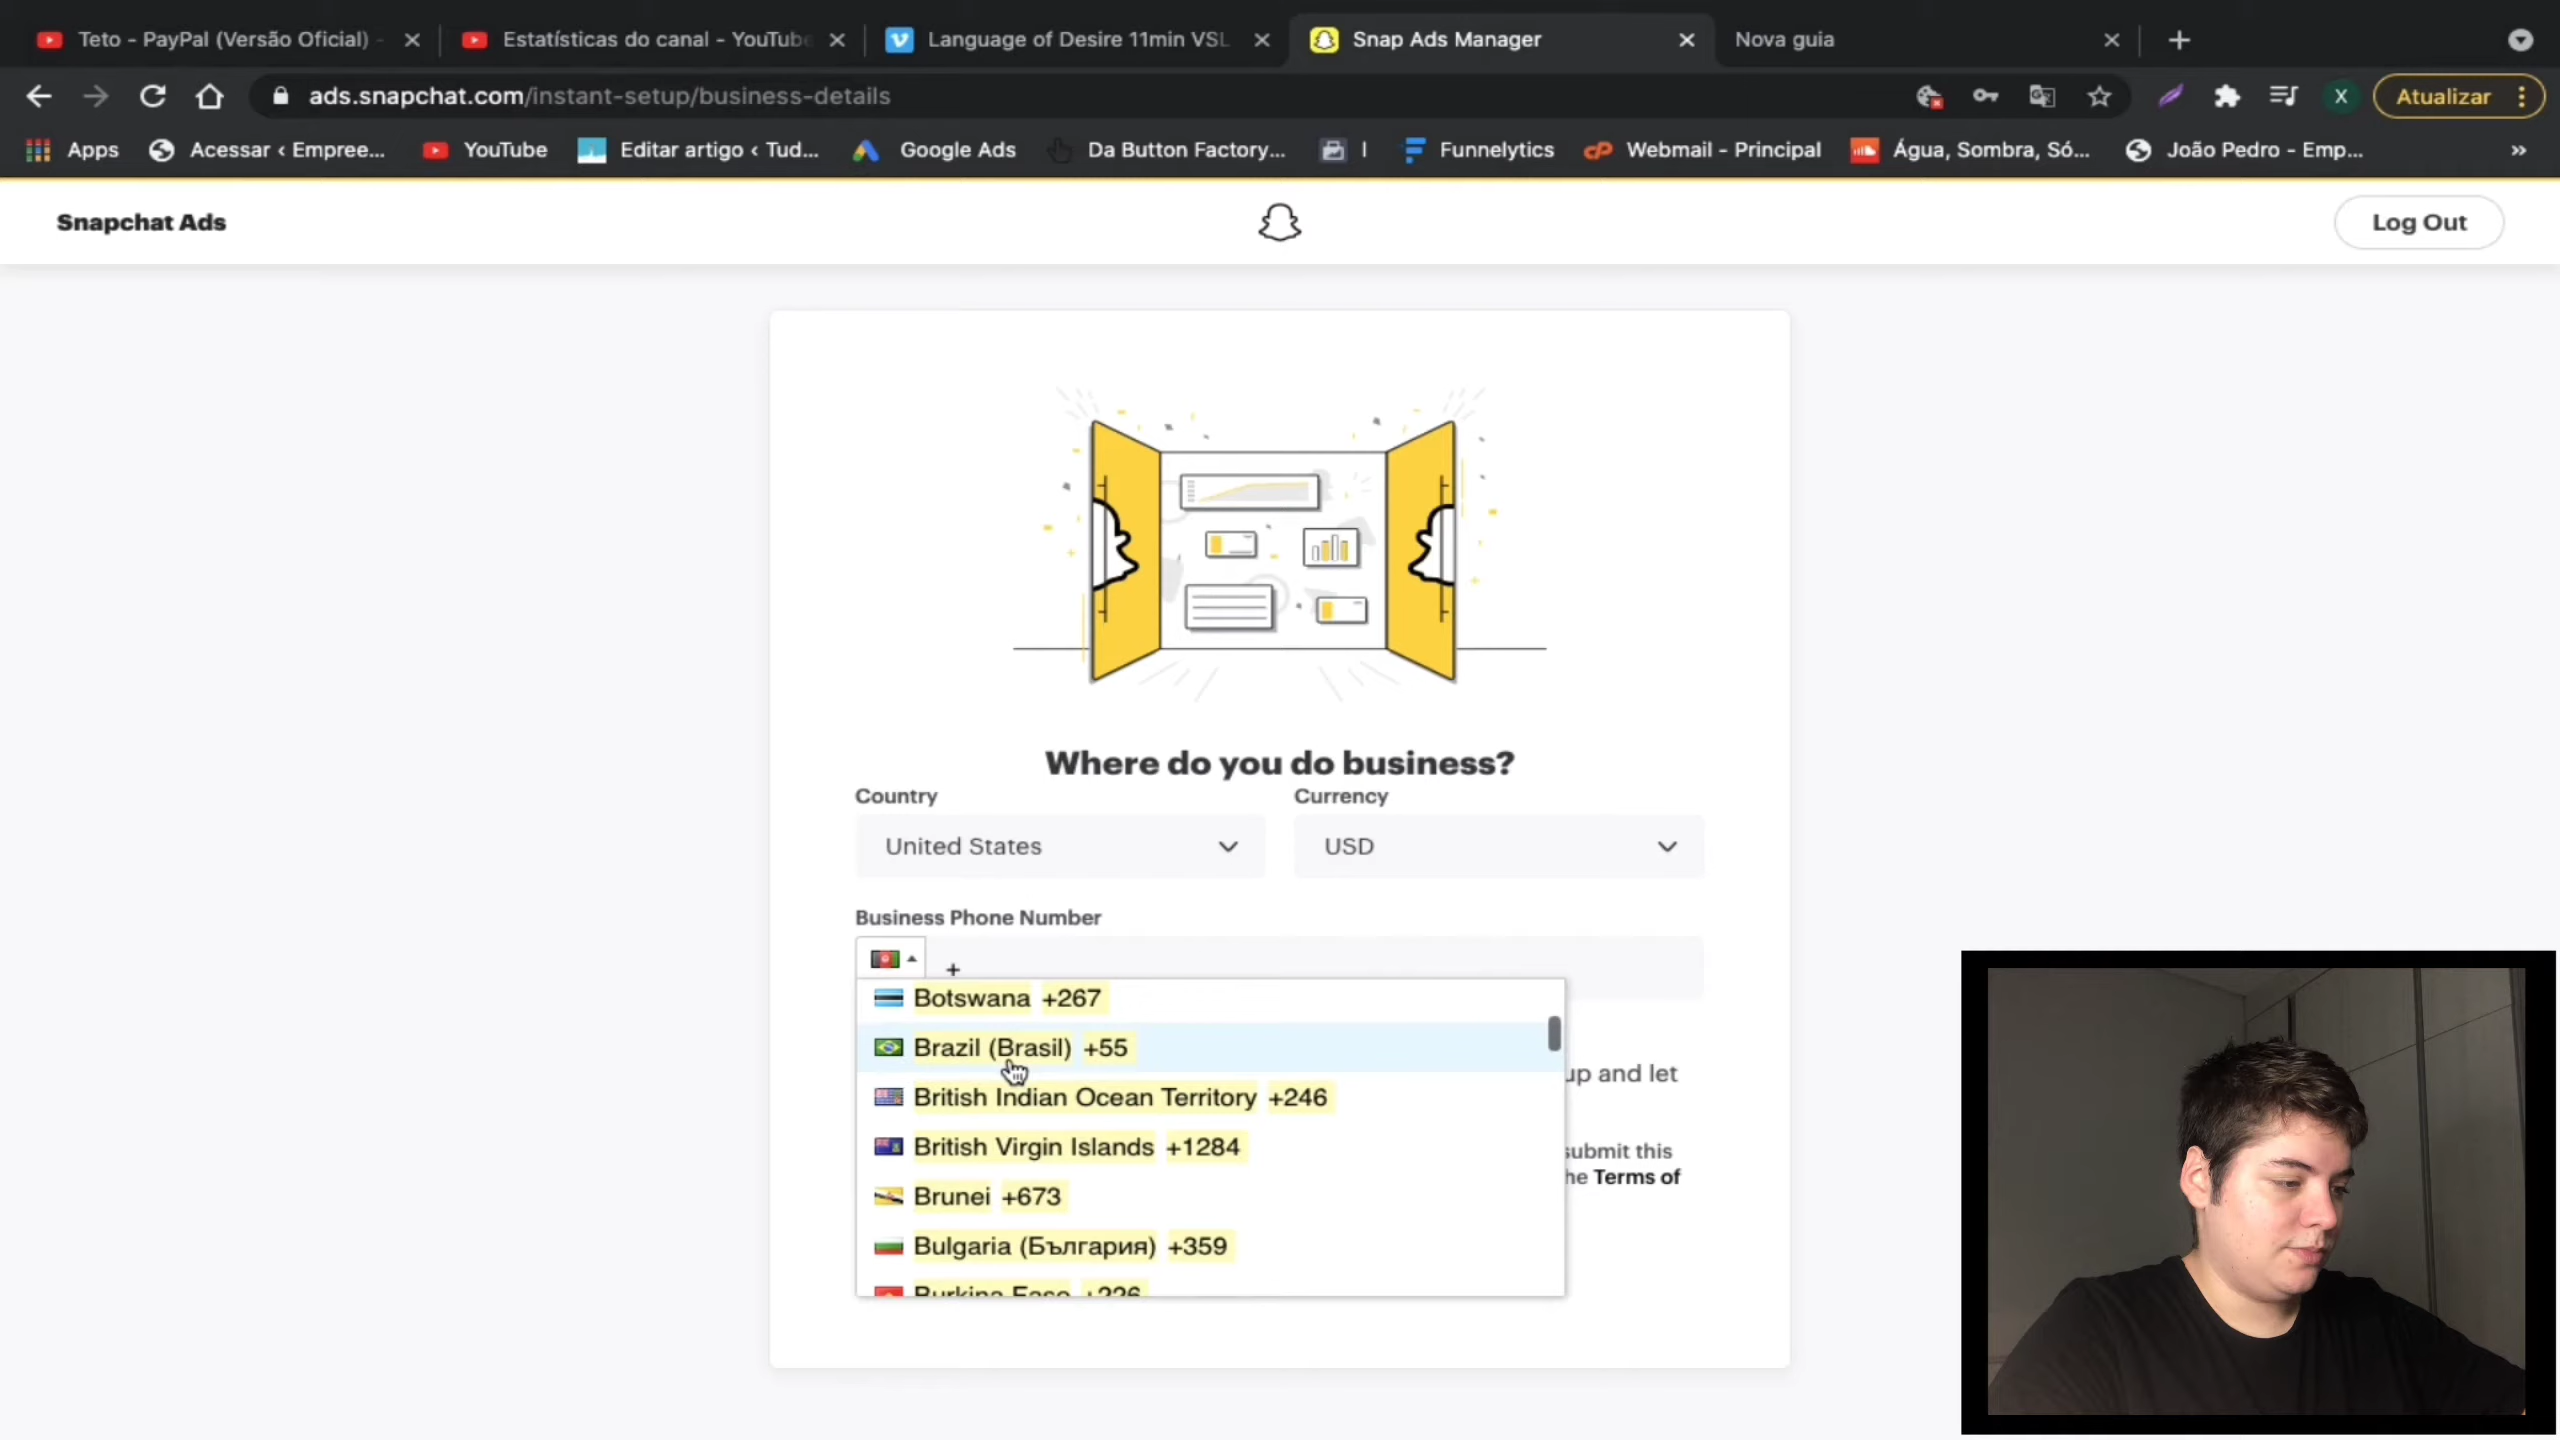 Teto - PayPal (Versão Oficial) -
Estatísticas do canal - YouTube
Language of Desire 11min VSL
Snap Ads Manager
Nova guia
ads.snapchat.com/instant-setup/business-details
X
Atualizar
Apps
Acessar ‹ Empree...
YouTube
Editar artigo ‹ Tud...
Google Ads
Da Button Factory...
I
Funnelytics
Webmail - Principal
Água, Sombra, Só...
João Pedro - Emp...
»
Snapchat Ads
Log Out
Where do you do business?
Country
Currency
United States
USD
Business Phone Number
+
Botswana +267
Brazil (Brasil) +55
up and let
British Indian Ocean Territory +246
British Virgin Islands +1284
submit this
he Terms of
Brunei +673
Bulgaria (България) +359
Burkina Faso +226